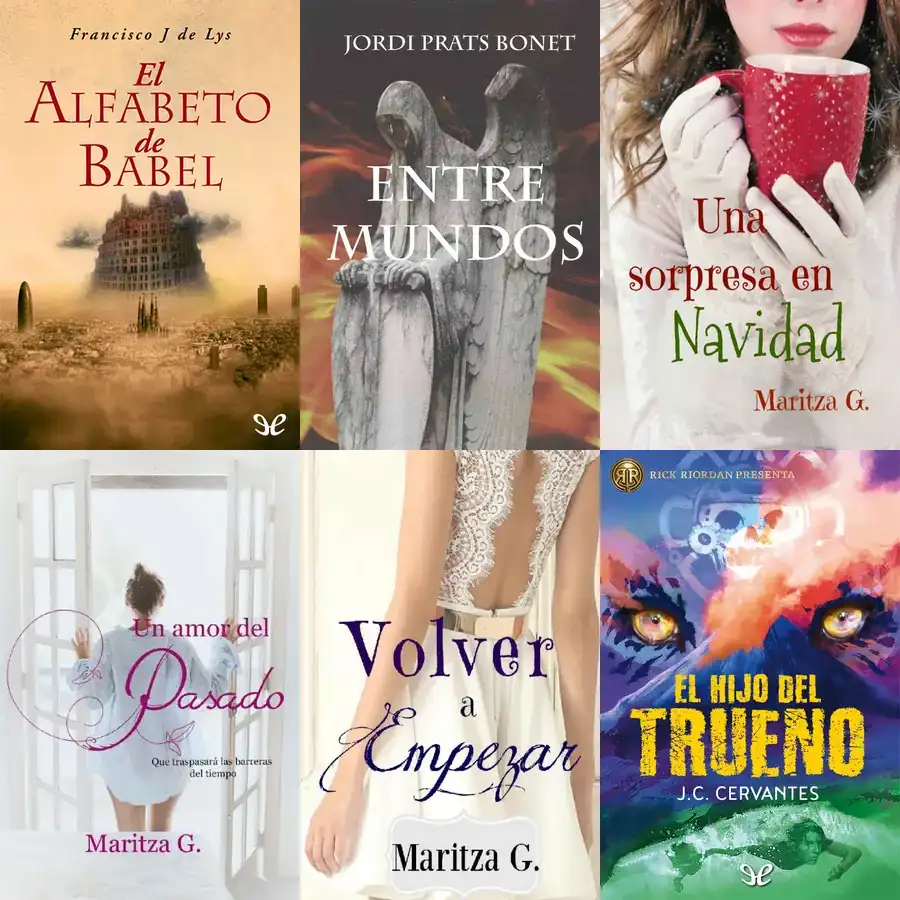 Francisco J de Lys
El
ALFABETO
de
BABEL
JORDI PRATS BONET
ENTRE
MUNDOS
Una
sorpresa en
Navidad
Maritza G.
Un amor del
Pasado
Que traspasará las barreras
del tiempo
Maritza G.
Volver
a
Empezar
Maritza G.
RICK RIORDAN PRESENTA
EL HIJO DEL
TRUENO
J.C. CERVANTES